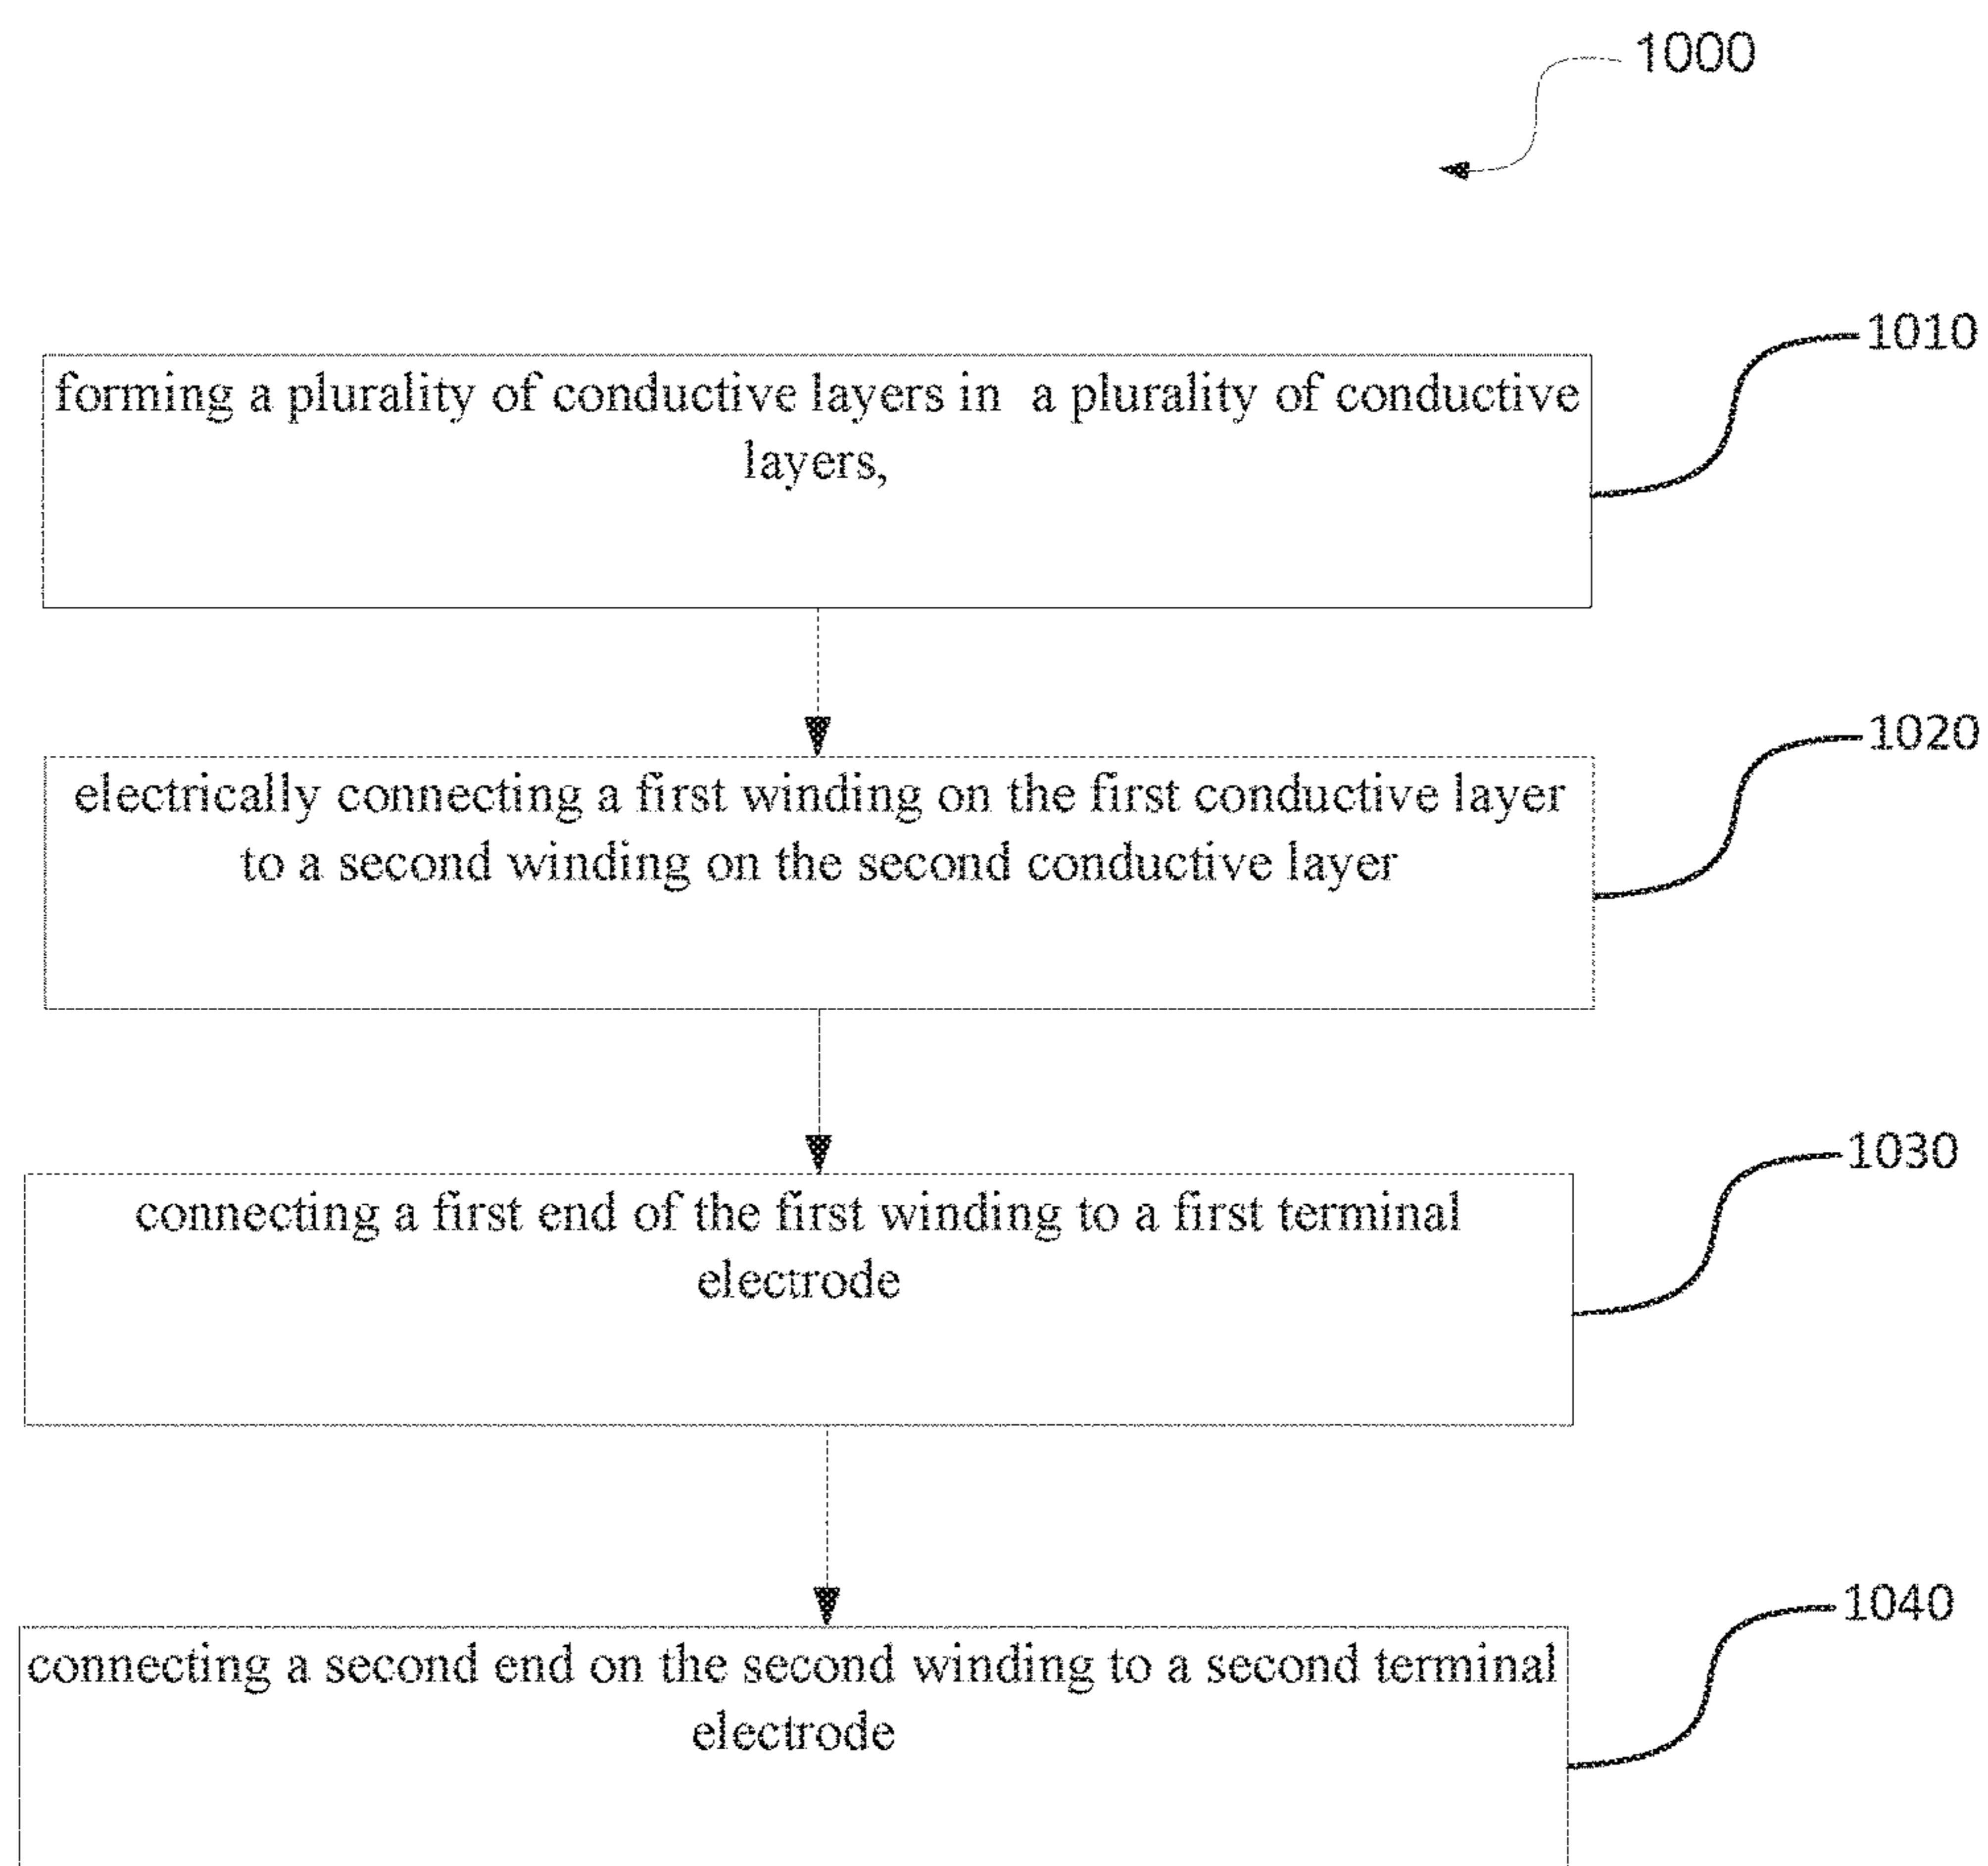 1000
1010
forming a plurality of conductive layers in a plurality of conductive
layers,
1020
electrically connecting a first winding on the first conductive layer
to a second winding on the second conductive layer
1030
connecting a first end of the first winding to a first terminal
electrode
1040
connecting a second end on the second winding to a second terminal
electrode